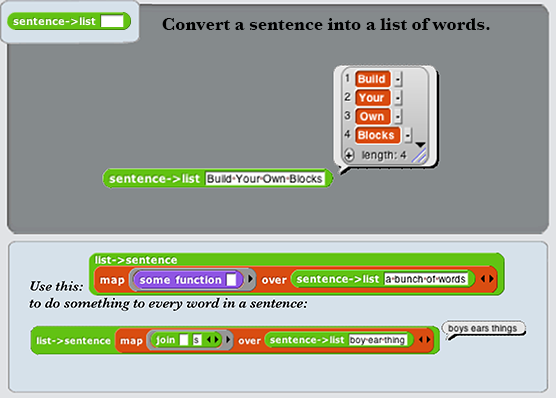 sentence->list
Convert a sentence into a list of words.
1 Build -
2 Your -
3 Own -
4 Blocks -
+ length: 4
sentence->list Build-Your-Own-Blocks
list->sentence
Use this: map some function over sentence->list a-bunch-of-words
to do something to every word in a sentence:
list->sentence map join s over sentence->list boy-ear-thing
boys ears things